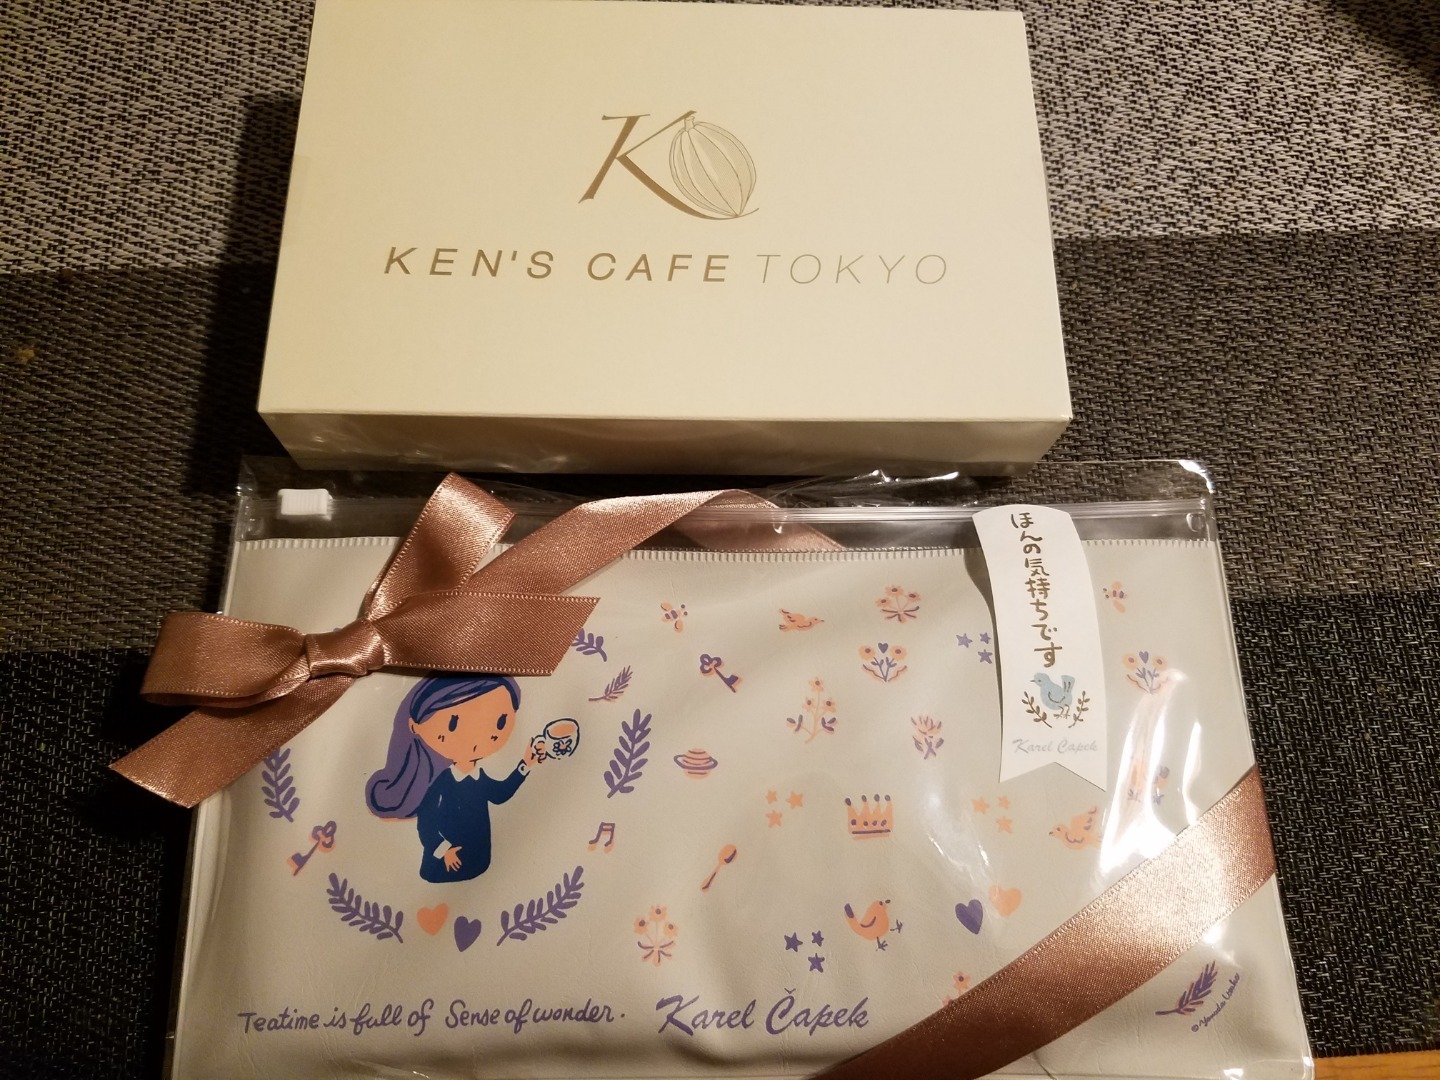 KEN'S CAFE TOKYO
ほんの気持ちです
Karel Čapek
Teatime is full of Sense of wonder.
Karel Čapek